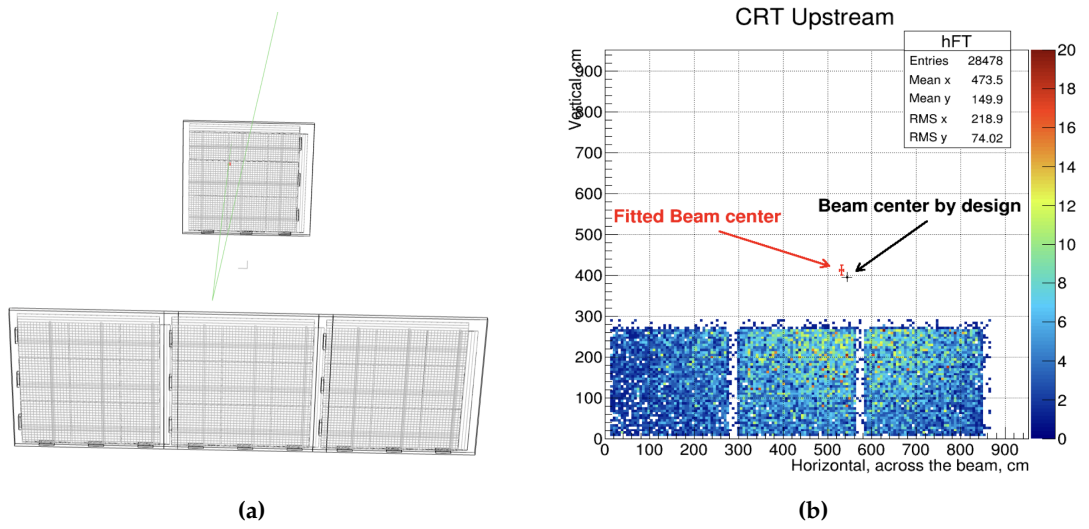 CRT Upstream
hFT
Entries 28478
Mean x 473.5
Mean y 149.9
RMS x 218.9
RMS y 74.02
Vertical, cm
900
800
700
600
500
400
300
200
100
0
Fitted Beam center
Beam center by design
0 100 200 300 400 500 600 700 800 900
Horizontal, across the beam, cm
20
18
16
14
12
10
8
6
4
2
0
(a)
(b)